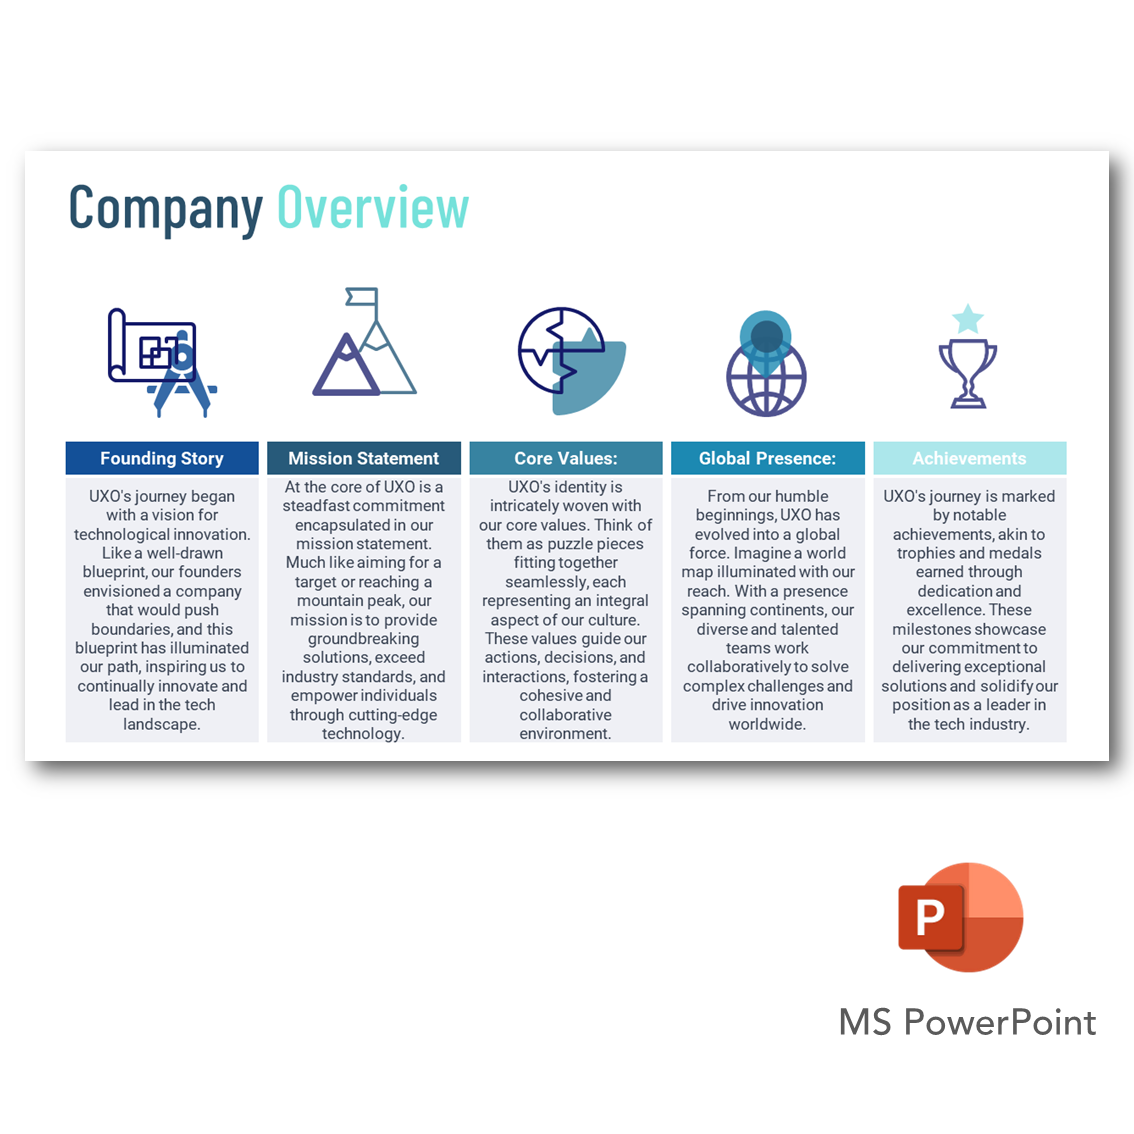 Company Overview
Founding Story
UXO's journey began
with a vision for
technological innovation.
Like a well-drawn
blueprint, our founders
envisioned a company
that would push
boundaries, and this
blueprint has illuminated
our path, inspiring us to
continually innovate and
lead in the tech
landscape.
Mission Statement
At the core of UXO is a
steadfast commitment
encapsulated in our
mission statement.
Much like aiming for a
target or reaching a
mountain peak, our
mission is to provide
groundbreaking
solutions, exceed
industry standards, and
empower individuals
through cutting-edge
technology.
Core Values:
UXO's identity is
intricately woven with
our core values. Think of
them as puzzle pieces
fitting together
seamlessly, each
representing an integral
aspect of our culture.
These values guide our
actions, decisions, and
interactions, fostering a
cohesive and
collaborative
environment.
Global Presence:
From our humble
beginnings, UXO has
evolved into a global
force. Imagine a world
map illuminated with our
reach. With a presence
spanning continents, our
diverse and talented
teams work
collaboratively to solve
complex challenges and
drive innovation
worldwide.
Achievements
UXO's journey is marked
by notable
achievements, akin to
trophies and medals
earned through
dedication and
excellence. These
milestones showcase
our commitment to
delivering exceptional
solutions and solidify our
position as a leader in
the tech industry.
P
MS PowerPoint